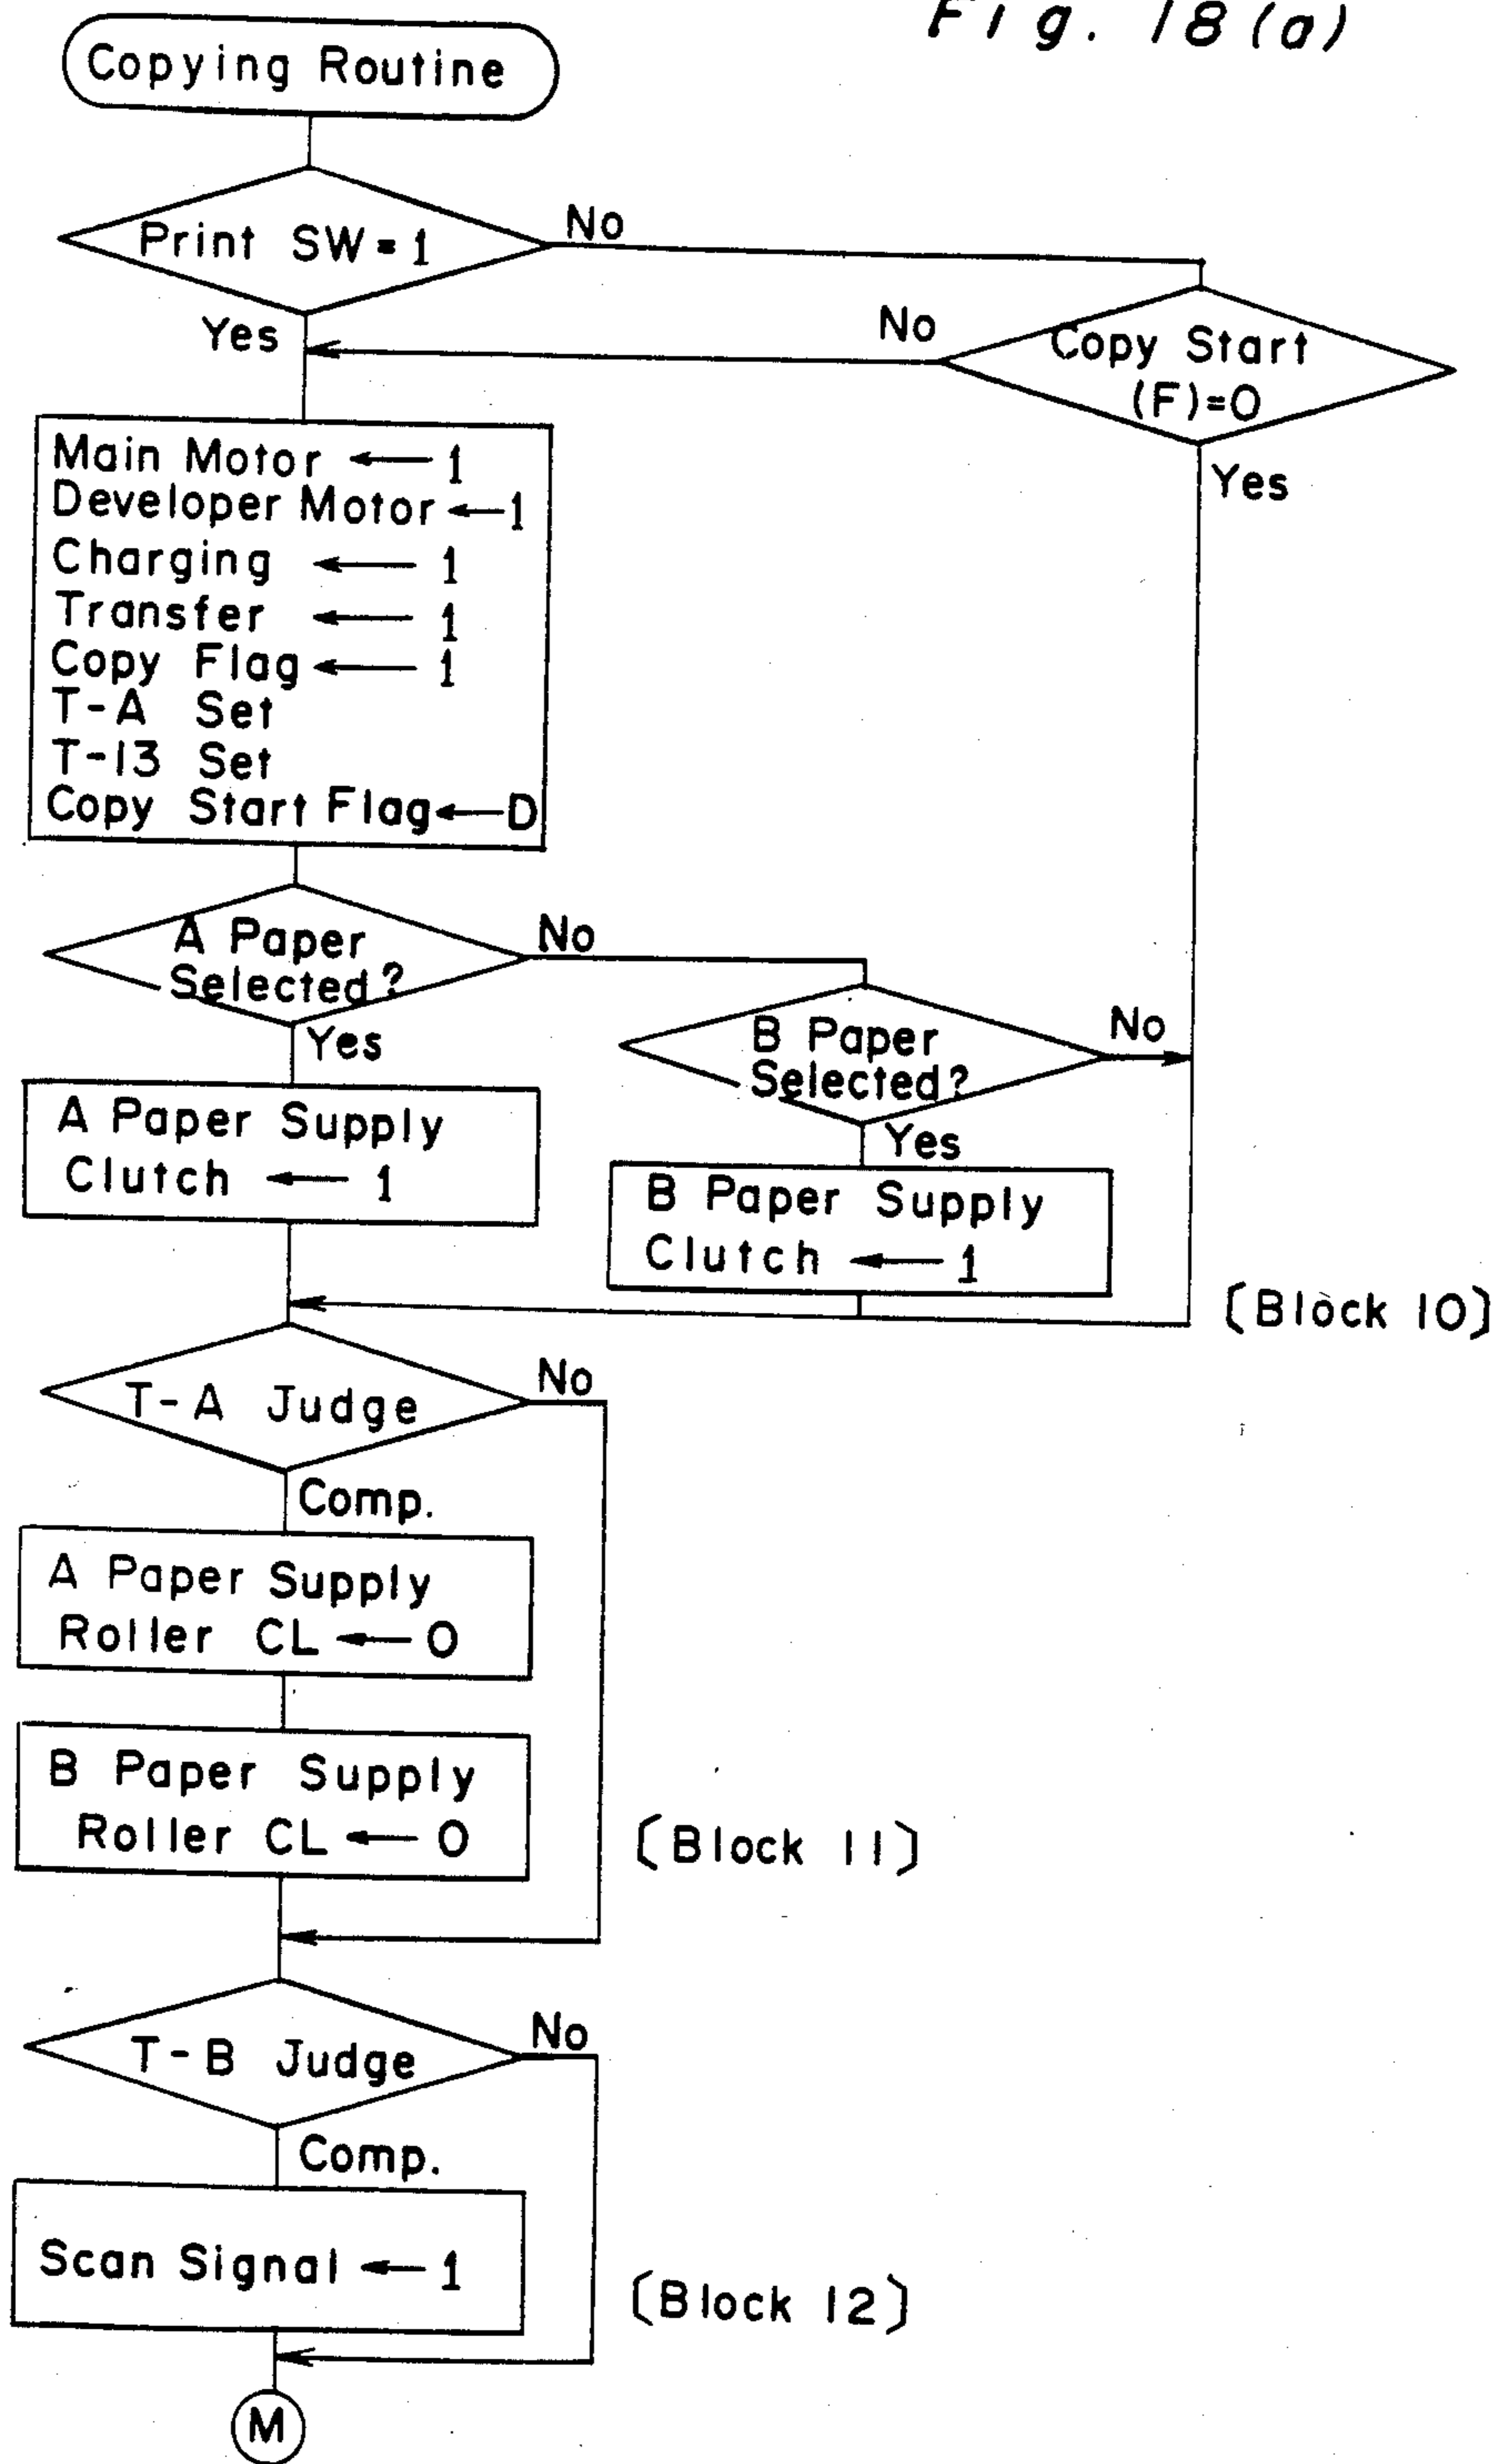 Fig. 18(a)
Copying Routine
Print SW=1
No
Yes
No
Copy Start
(F)=0
Yes
Main Motor ← 1
Developer Motor ← 1
Charging ← 1
Transfer ← 1
Copy Flag ← 1
T-A Set
T-13 Set
Copy Start Flag ← D
A Paper
Selected?
No
Yes
B Paper
Selected?
No
Yes
A Paper Supply
Clutch ← 1
B Paper Supply
Clutch ← 1
[Block 10]
T-A Judge
No
Comp.
A Paper Supply
Roller CL ← 0
B Paper Supply
Roller CL ← 0
[Block 11]
T-B Judge
No
Comp.
Scan Signal ← 1
[Block 12]
M